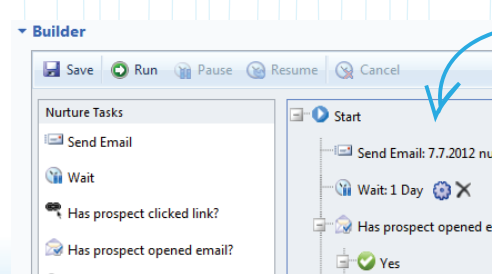 Builder
Save Run Pause Resume Cancel
Nurture Tasks
Send Email
Wait
Has prospect clicked link?
Has prospect opened email?
Start
Send Email: 7.7.2012 nu
Wait: 1 Day
Has prospect opened e
Yes